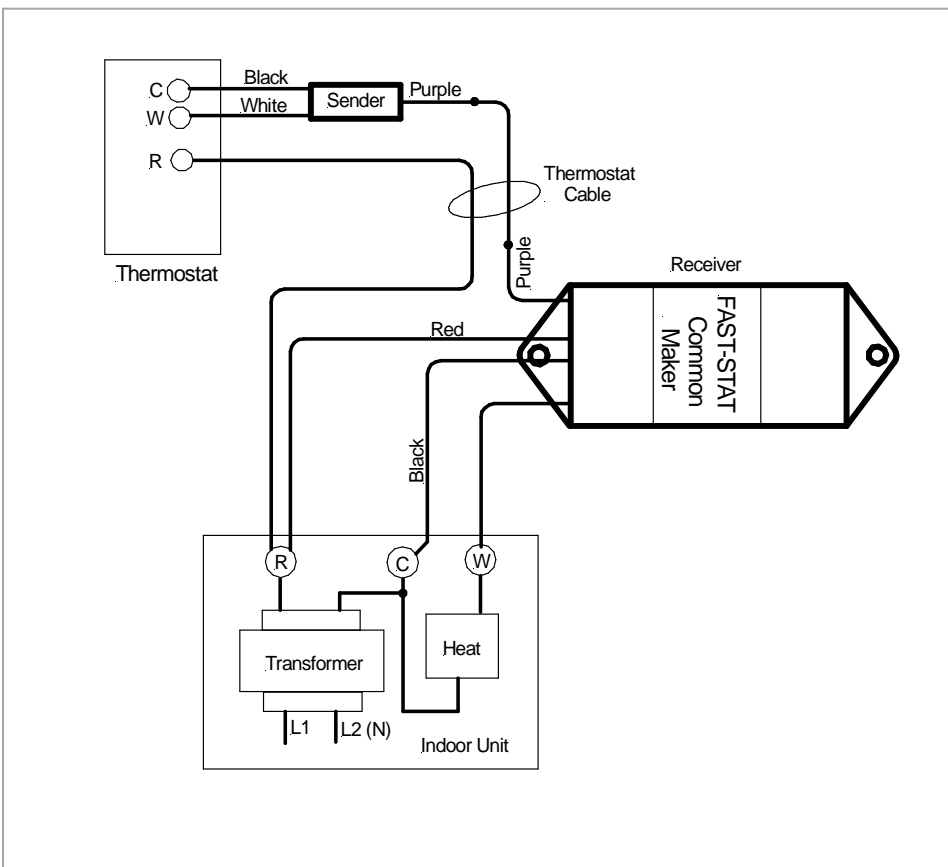 Black
C
White
W
Sender
Purple
R
Thermostat
Cable
Thermostat
Purple
Receiver
FAST-STAT
Common
Maker
Red
Black
R
C
W
Transformer
Heat
L1
L2 (N)
Indoor Unit